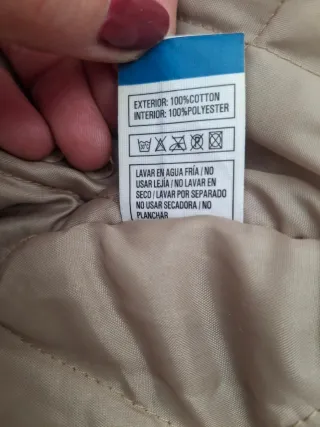 EXTERIOR: 100%COTTON
INTERIOR: 100%POLYESTER
LAVAR EN AGUA FRÍA / NO
USAR LEJÍA / NO LAVAR EN
SECO / LAVAR POR SEPARADO
NO USAR SECADORA / NO
PLANCHAR